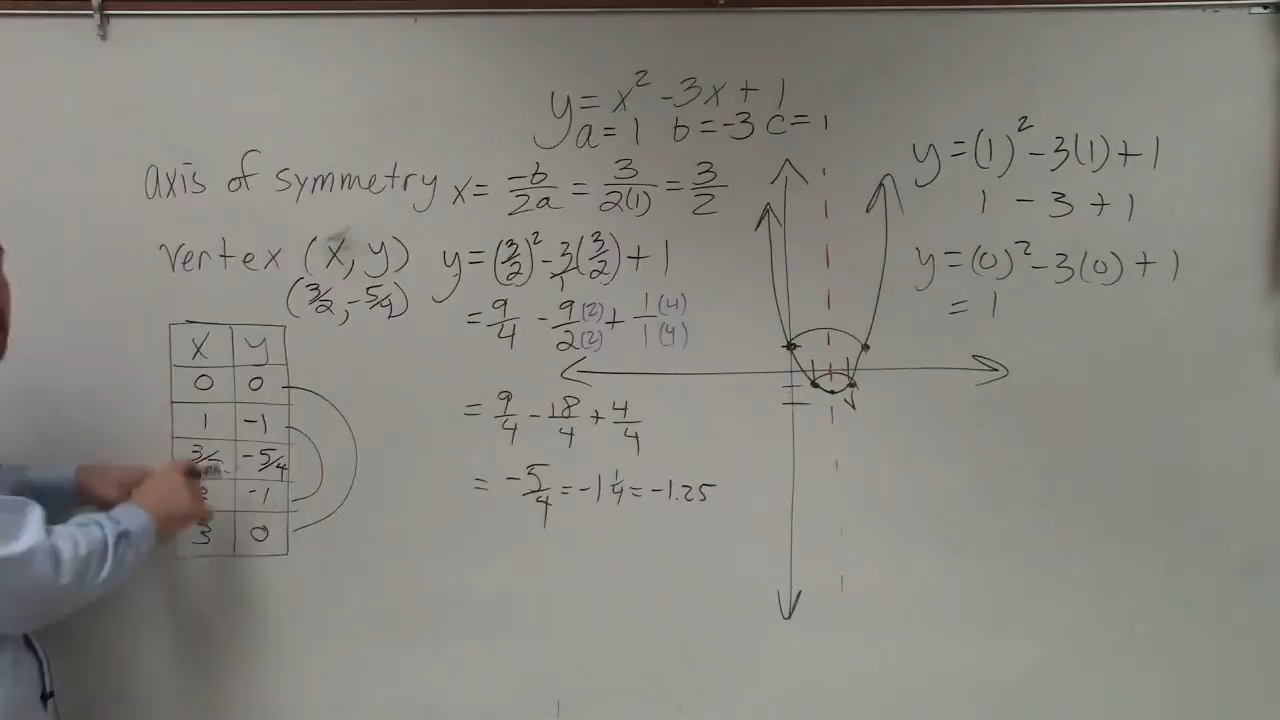 y = x² - 3x + 1
a = 1 b = -3 c = 1
axis of symmetry x = -b/2a = 3/2(1) = 3/2
vertex (x, y) y = (3/2)² - 3/1(3/2) + 1
(3/2, -5/4) = 9/4 - 9(2)/2(2) + 1(4)/1(4)
= 9/4 - 18/4 + 4/4
= -5/4 = -1 1/4 = -1.25
x y
0 0
1 -1
3/2 -5/4
2 -1
3 0
y = (1)² - 3(1) + 1
1 - 3 + 1
y = (0)² - 3(0) + 1
= 1